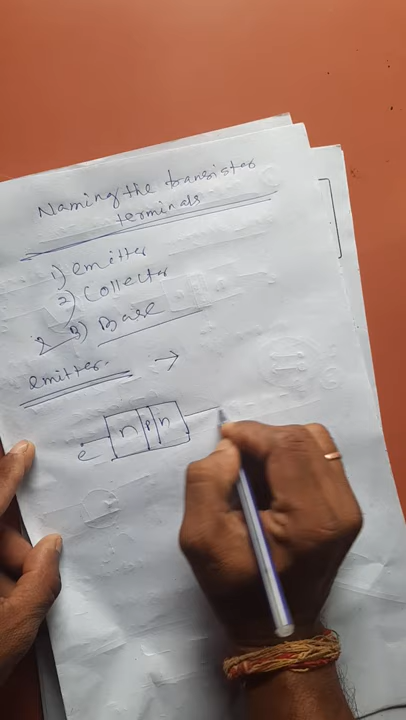 Naming the transistor
terminals
1) emitter
2) Collector
3) Base
emitter. →
e n p n